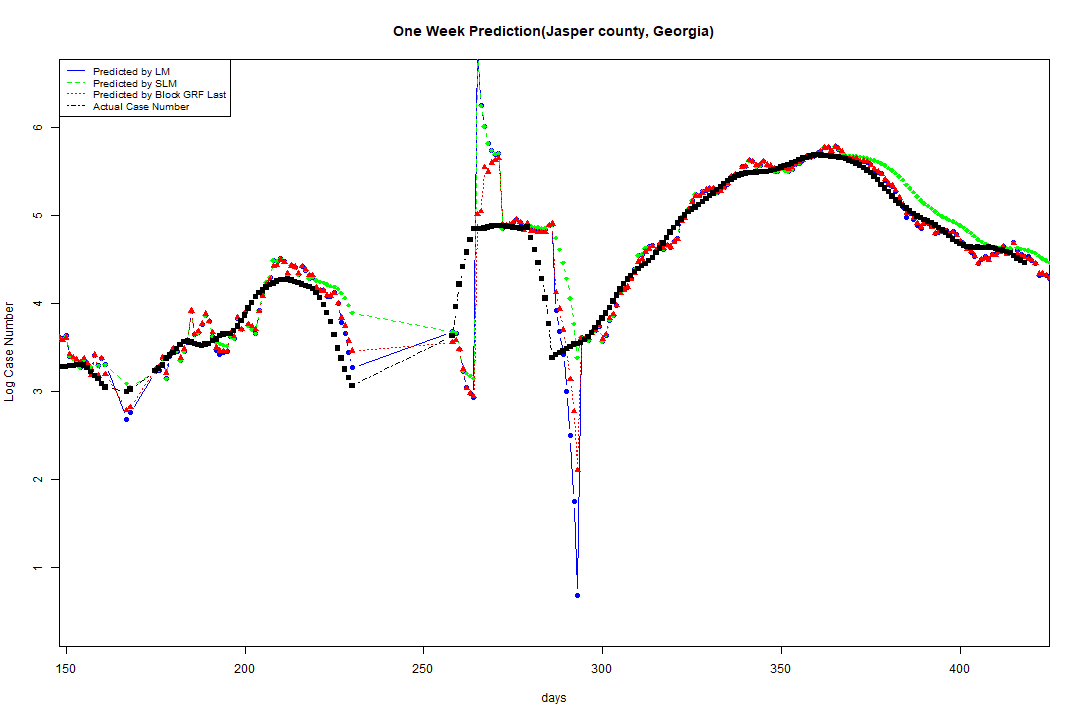 One Week Prediction(Jasper county, Georgia)
Predicted by LM
Predicted by SLM
Predicted by Block GRF Last
Actual Case Number
6
5
4
3
2
1
Log Case Number
150 200 250 300 350 400
days